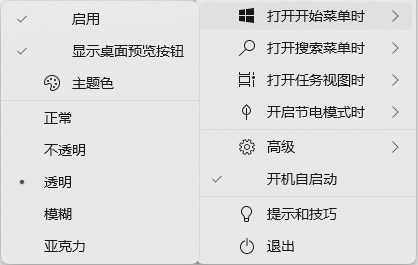 启用
显示桌面预览按钮
主题色
正常
不透明
透明
模糊
亚克力
打开开始菜单时
打开搜索菜单时
打开任务视图时
开启节电模式时
高级
开机自启动
提示和技巧
退出